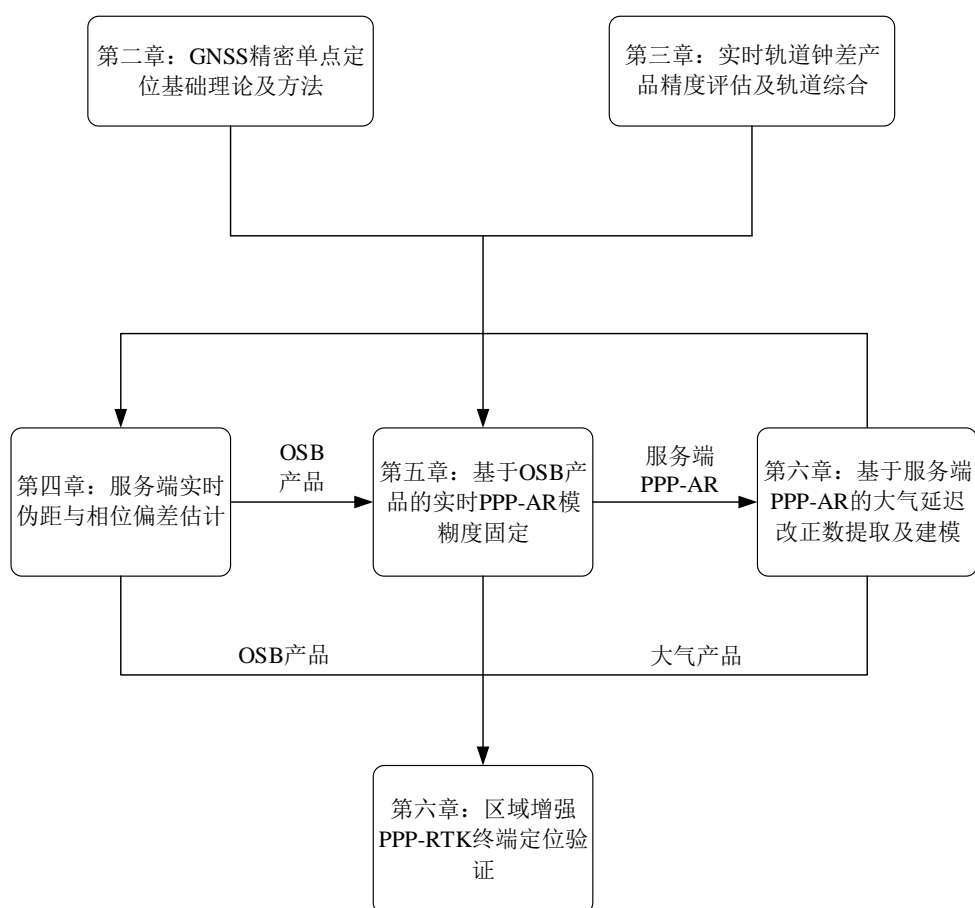 第二章：GNSS精密单点定
位基础理论及方法
第三章：实时轨道钟差产
品精度评估及轨道综合
第四章：服务端实时
伪距与相位偏差估计
OSB
产品
第五章：基于OSB产
品的实时PPP-AR模
糊度固定
服务端
PPP-AR
第六章：基于服务端
PPP-AR的大气延迟
改正数提取及建模
OSB产品
大气产品
第六章：区域增强
PPP-RTK终端定位验
证